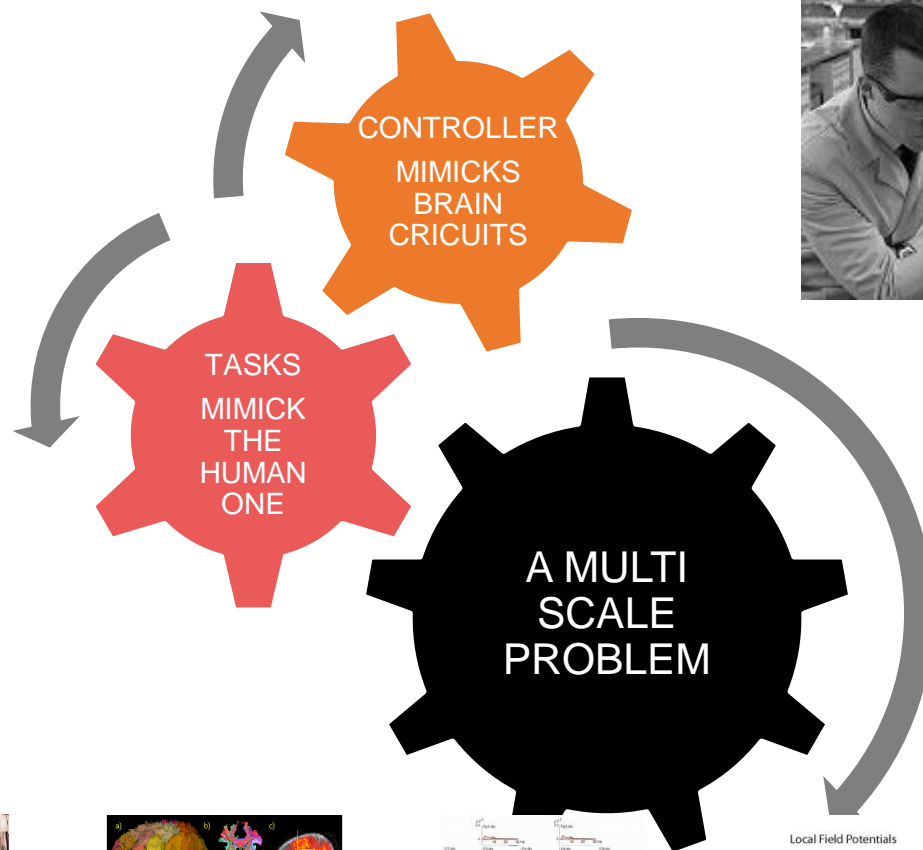 CONTROLLER
MIMICKS
BRAIN
CRICUITS
TASKS
MIMICK
THE
HUMAN
ONE
A MULTI
SCALE
PROBLEM
a)
b)
c)
Local Field Potentials